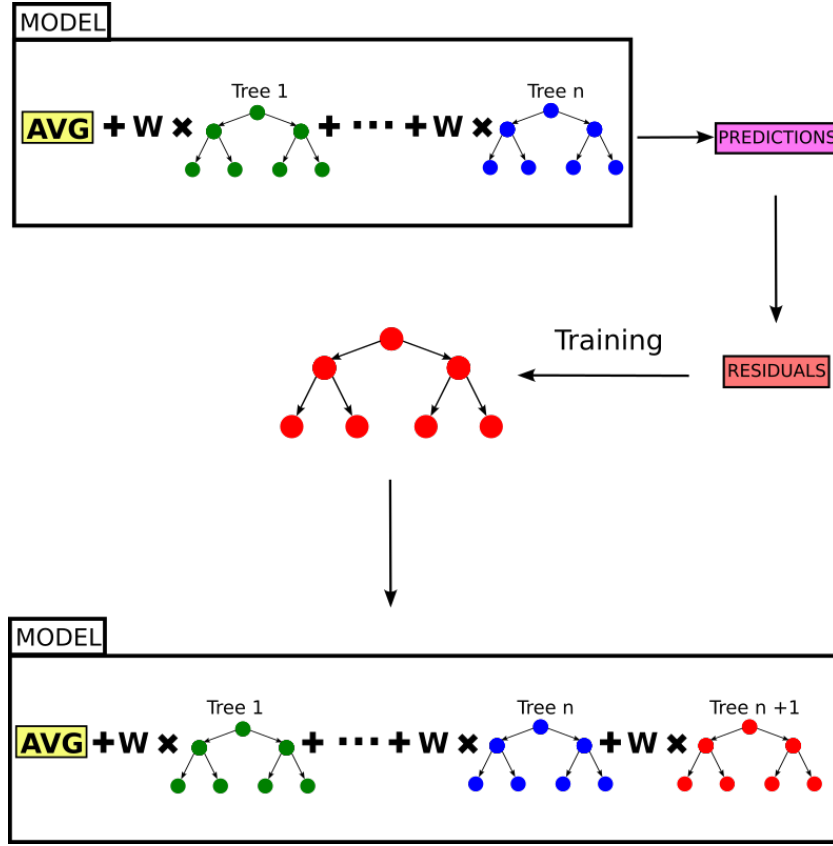 MODEL
Tree 1
Tree n
AVG + W × + ... + W ×
PREDICTIONS
Training
RESIDUALS
MODEL
Tree 1
Tree n
Tree n +1
AVG + W × + ... + W × + W ×